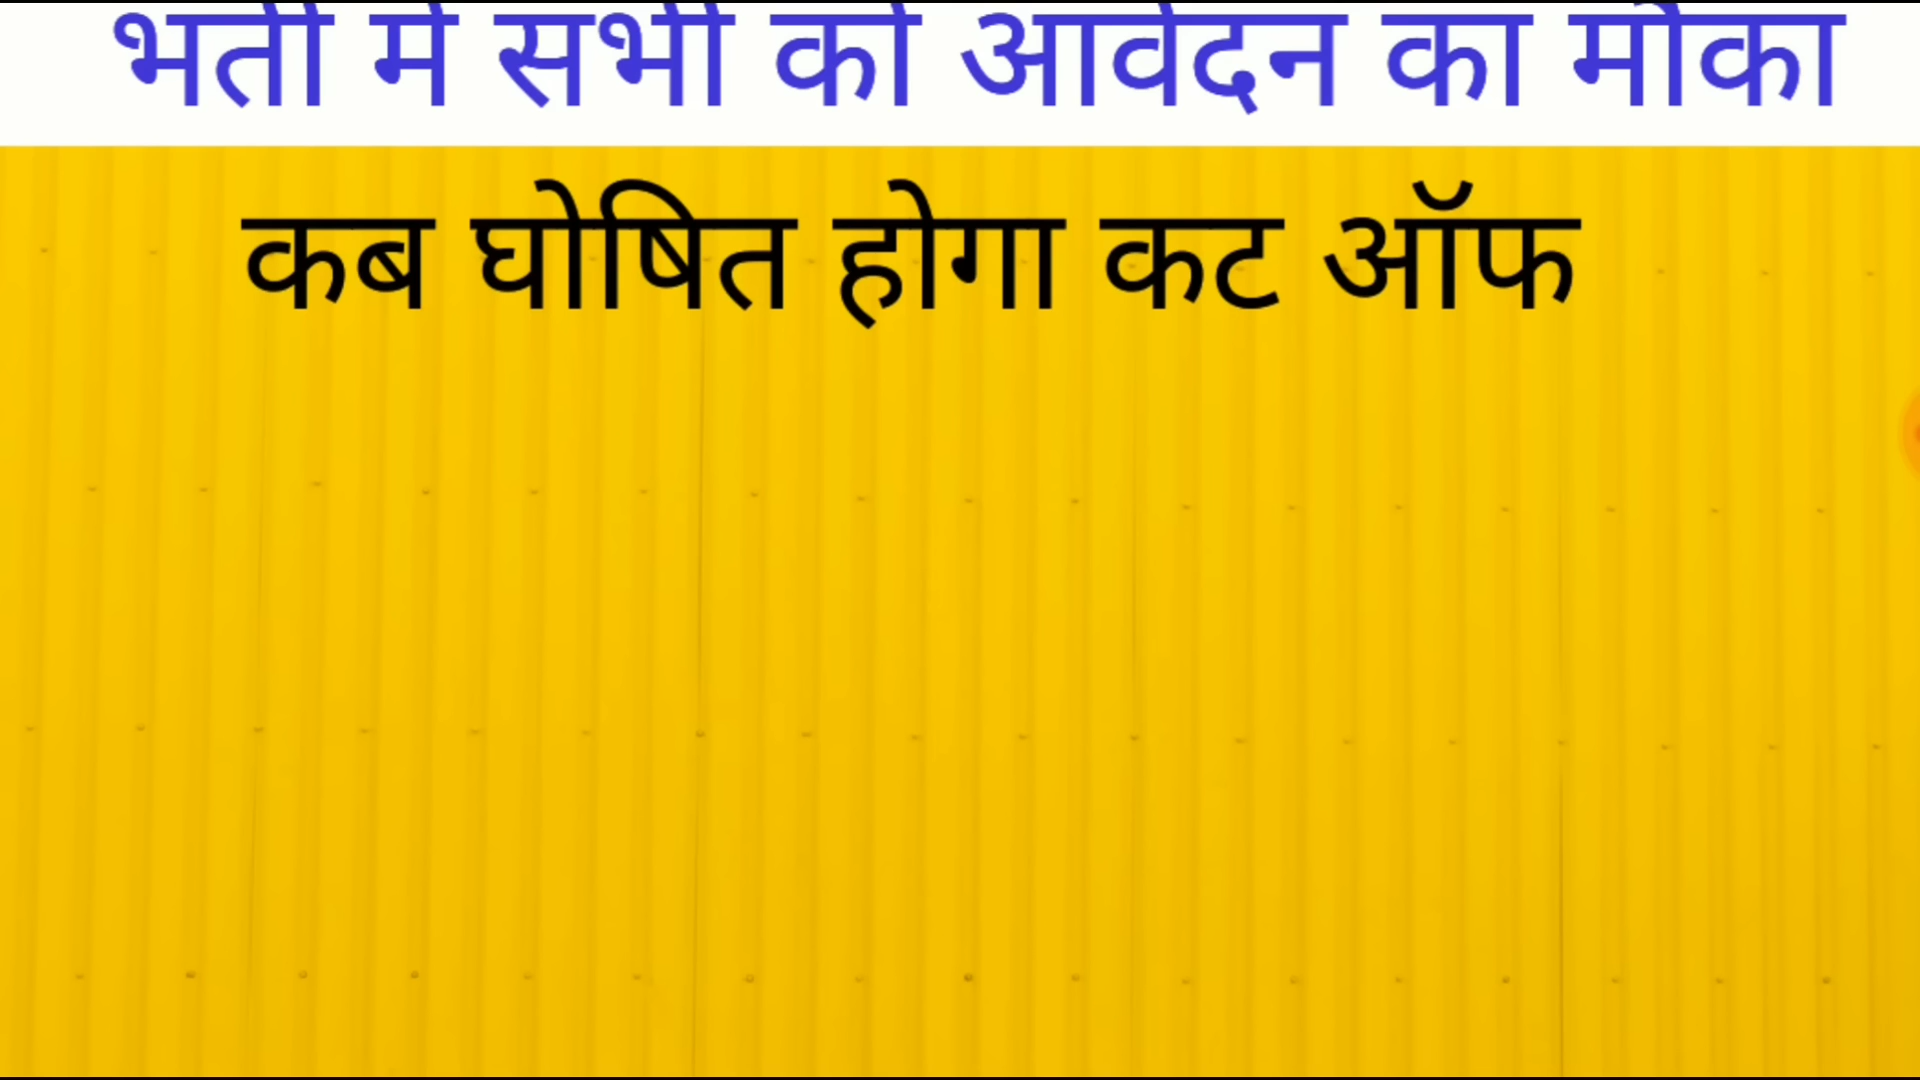 भर्ती में सभी को आवेदन का मौका
कब घोषित होगा कट ऑफ